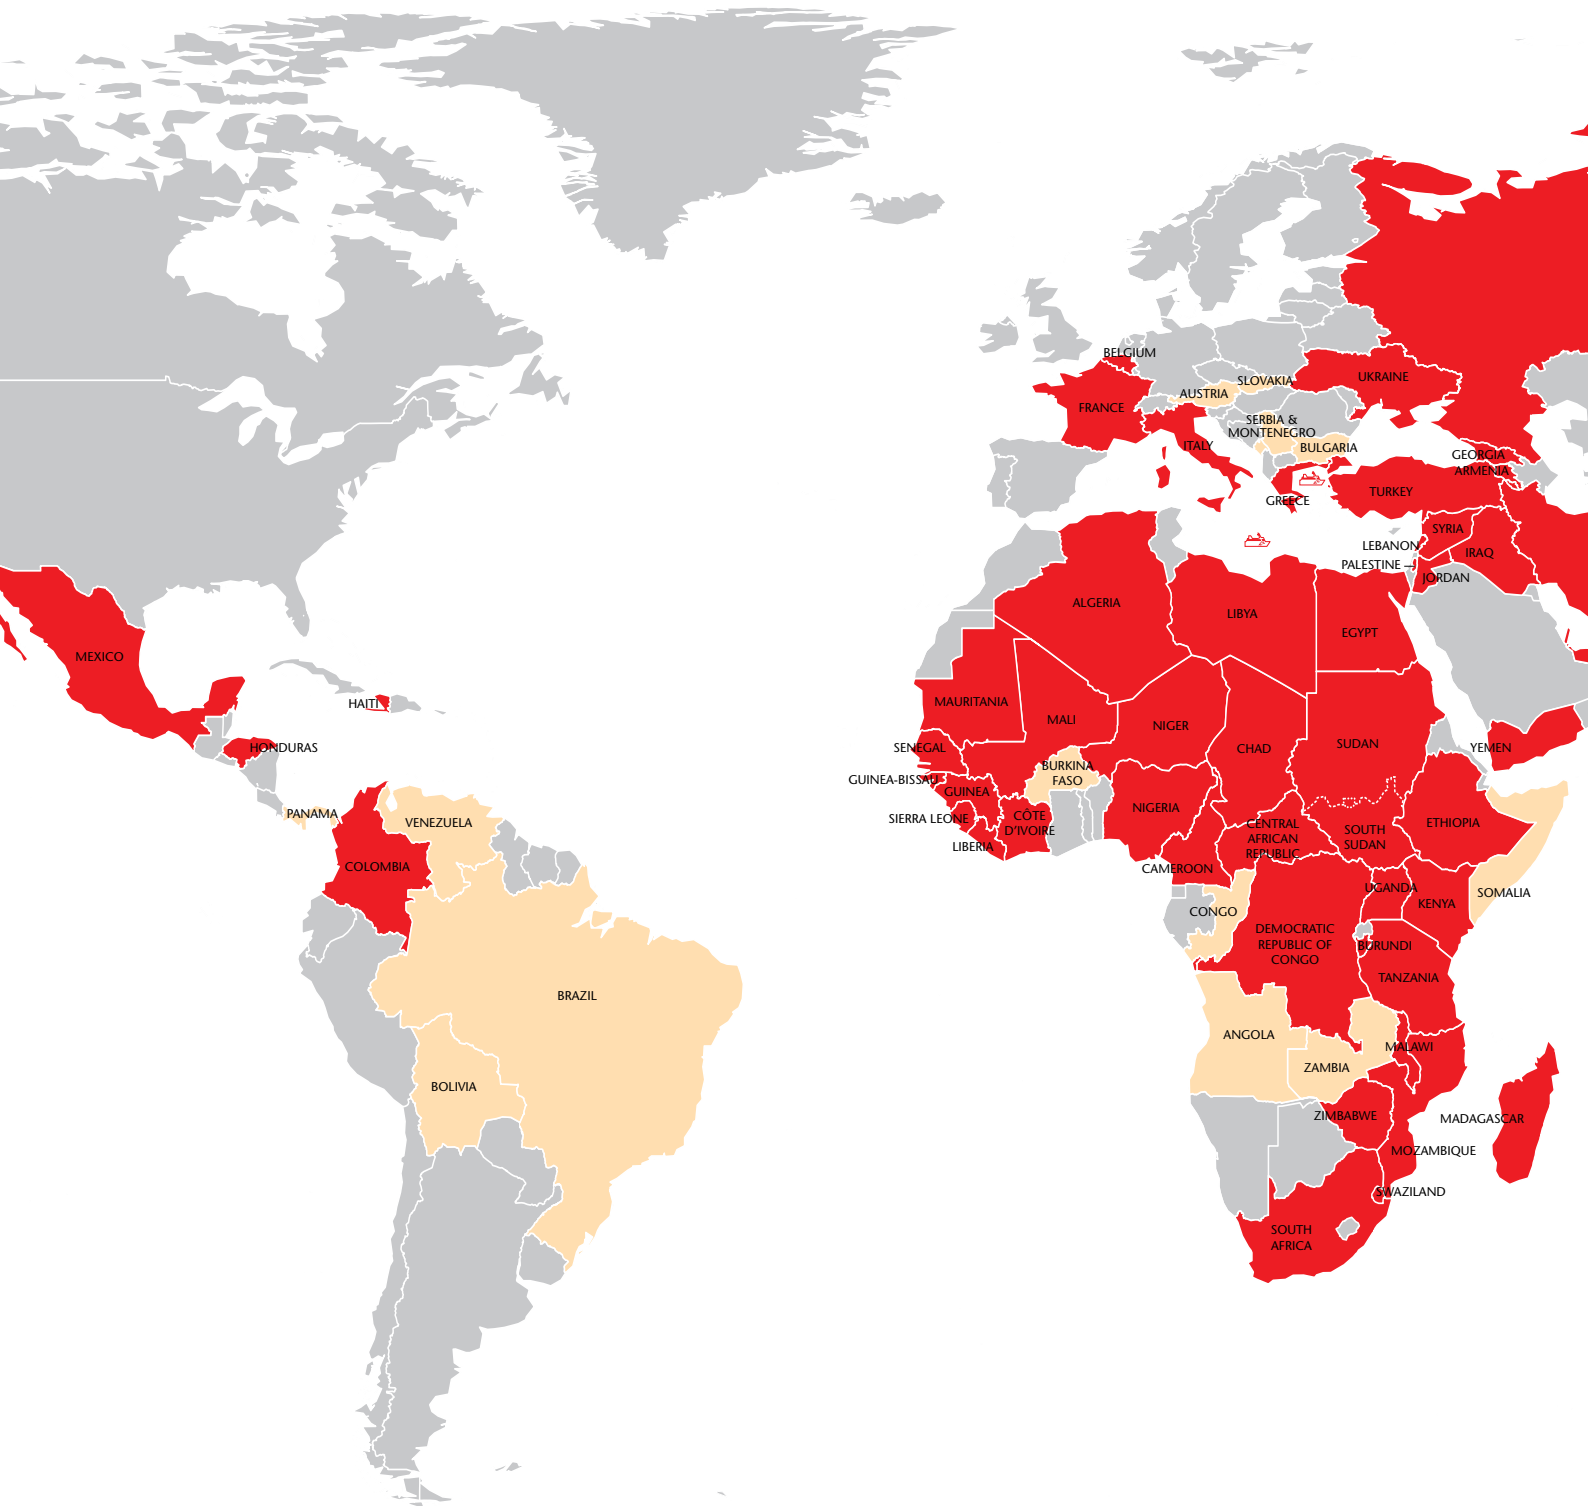 BELGIUM
SLOVAKIA
UKRAINE
AUSTRIA
FRANCE
SERBIA &
MONTENEGRO
ITALY
BULGARIA
GEORGIA
ARMENIA
TURKEY
GREECE
SYRIA
LEBANON
IRAQ
PALESTINE
JORDAN
ALGERIA
LIBYA
EGYPT
MEXICO
HAITI
MAURITANIA
MALI
NIGER
CHAD
SUDAN
YEMEN
HONDURAS
SENEGAL
BURKINA
FASO
GUINEA-BISSAU
GUINEA
NIGERIA
PANAMA
VENEZUELA
SIERRA LEONE
CÔTE
D'IVOIRE
CENTRAL
AFRICAN
REPUBLIC
SOUTH
SUDAN
ETHIOPIA
LIBERIA
COLOMBIA
CAMEROON
UGANDA
KENYA
SOMALIA
CONGO
DEMOCRATIC
REPUBLIC OF
CONGO
BURUNDI
TANZANIA
BRAZIL
ANGOLA
MALAWI
ZAMBIA
BOLIVIA
ZIMBABWE
MADAGASCAR
MOZAMBIQUE
SWAZILAND
SOUTH
AFRICA